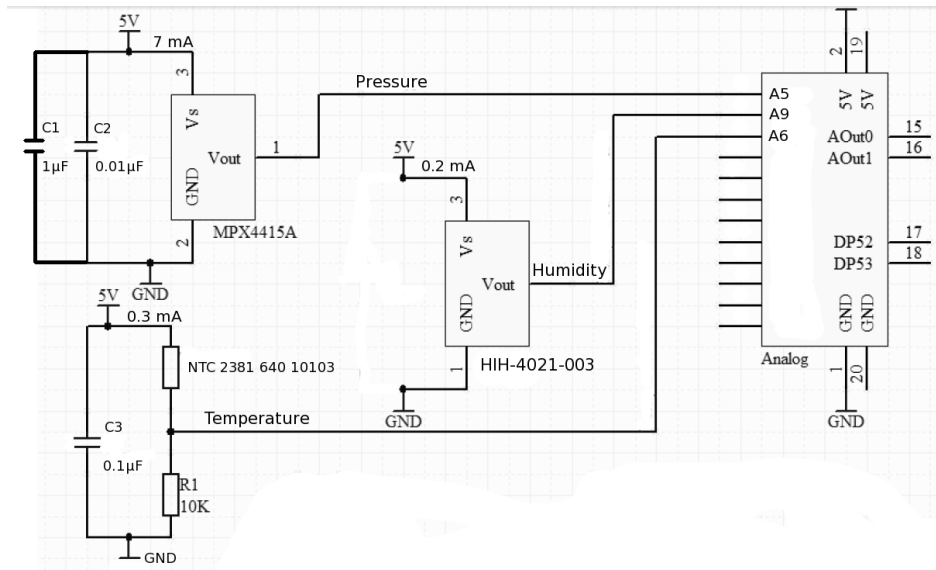 5V
7 mA
3
C1
1µF
C2
0.01µF
Vs
Vout
GND
1
2
MPX4415A
GND
Pressure
5V
0.2 mA
3
Vs
Vout
GND
1
Humidity
HIH-4021-003
GND
5V
0.3 mA
NTC 2381 640 10103
Temperature
C3
0.1µF
R1
10K
GND
2
19
5V
5V
A5
A9
A6
AOut0
15
AOut1
16
DP52
17
DP53
18
GND
GND
Analog
1
20
GND